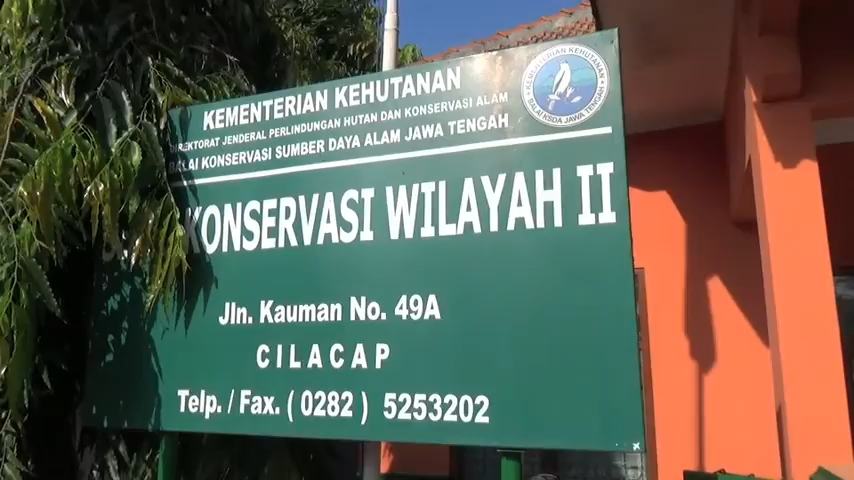 KEMENTERIAN KEHUTANAN
DIREKTORAT JENDERAL PERLINDUNGAN HUTAN DAN KONSERVASI ALAM
BALAI KONSERVASI SUMBER DAYA ALAM JAWA TENGAH
KEMENTERIAN KEHUTANAN
BALAI KSDA JAWA TENGAH
KONSERVASI WILAYAH II
Jln. Kauman No. 49A
CILACAP
Telp. / Fax. ( 0282 ) 5253202